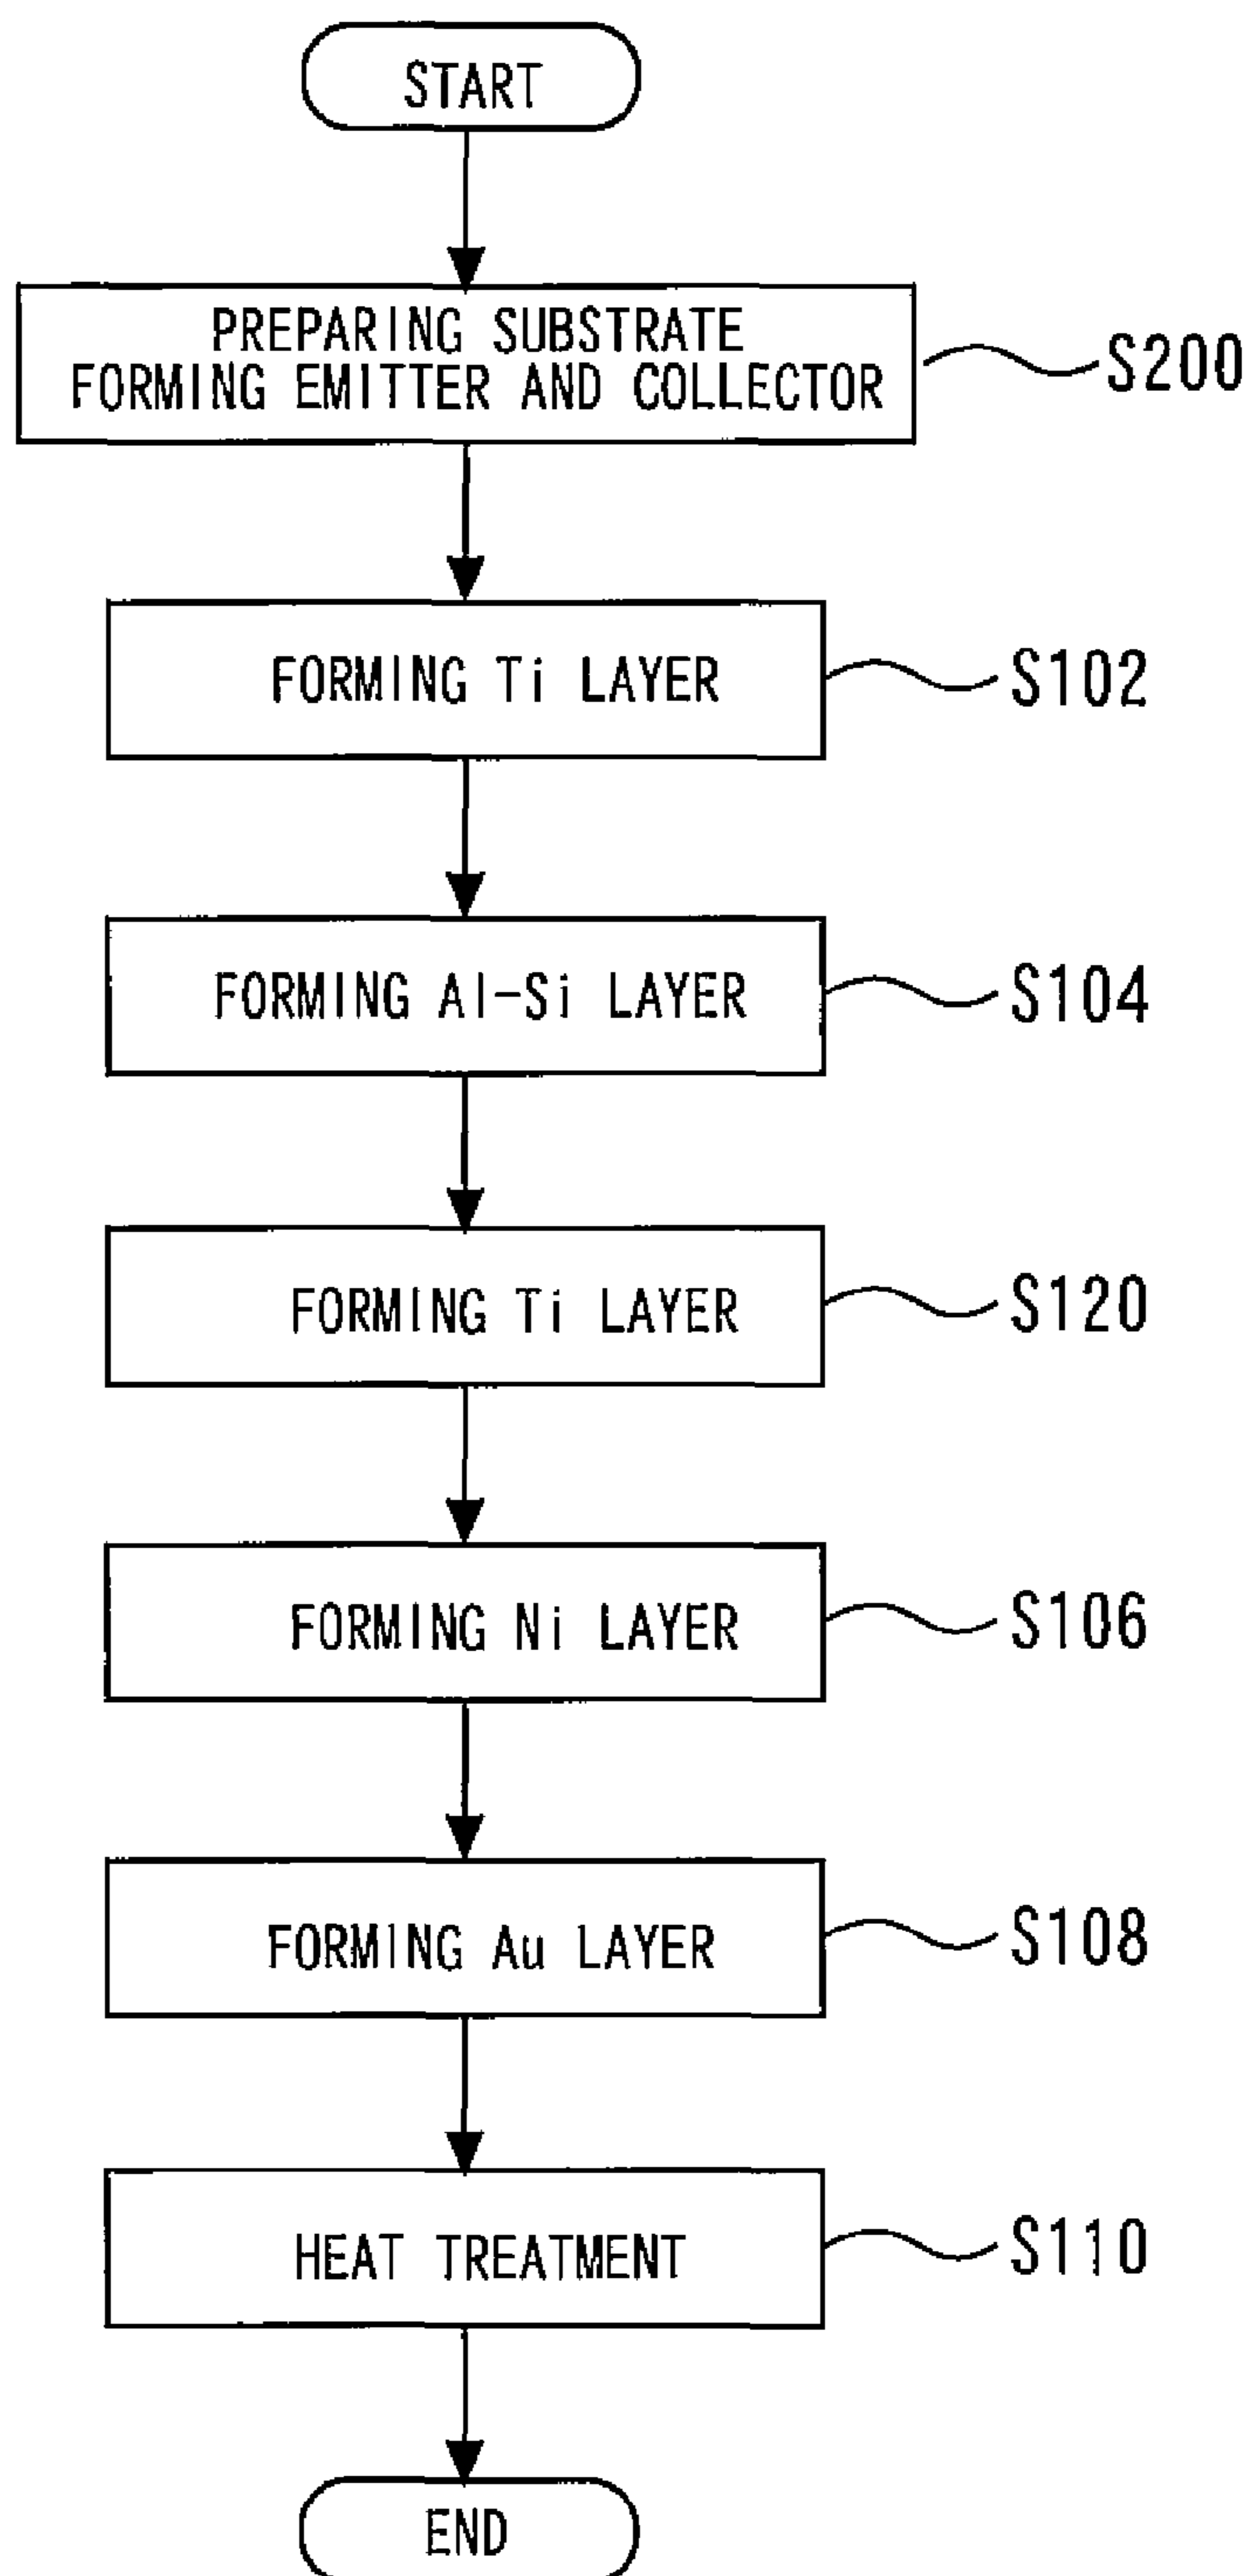 START
PREPARING SUBSTRATE
FORMING EMITTER AND COLLECTOR
S200
FORMING Ti LAYER
S102
FORMING Al-Si LAYER
S104
FORMING Ti LAYER
S120
FORMING Ni LAYER
S106
FORMING Au LAYER
S108
HEAT TREATMENT
S110
END